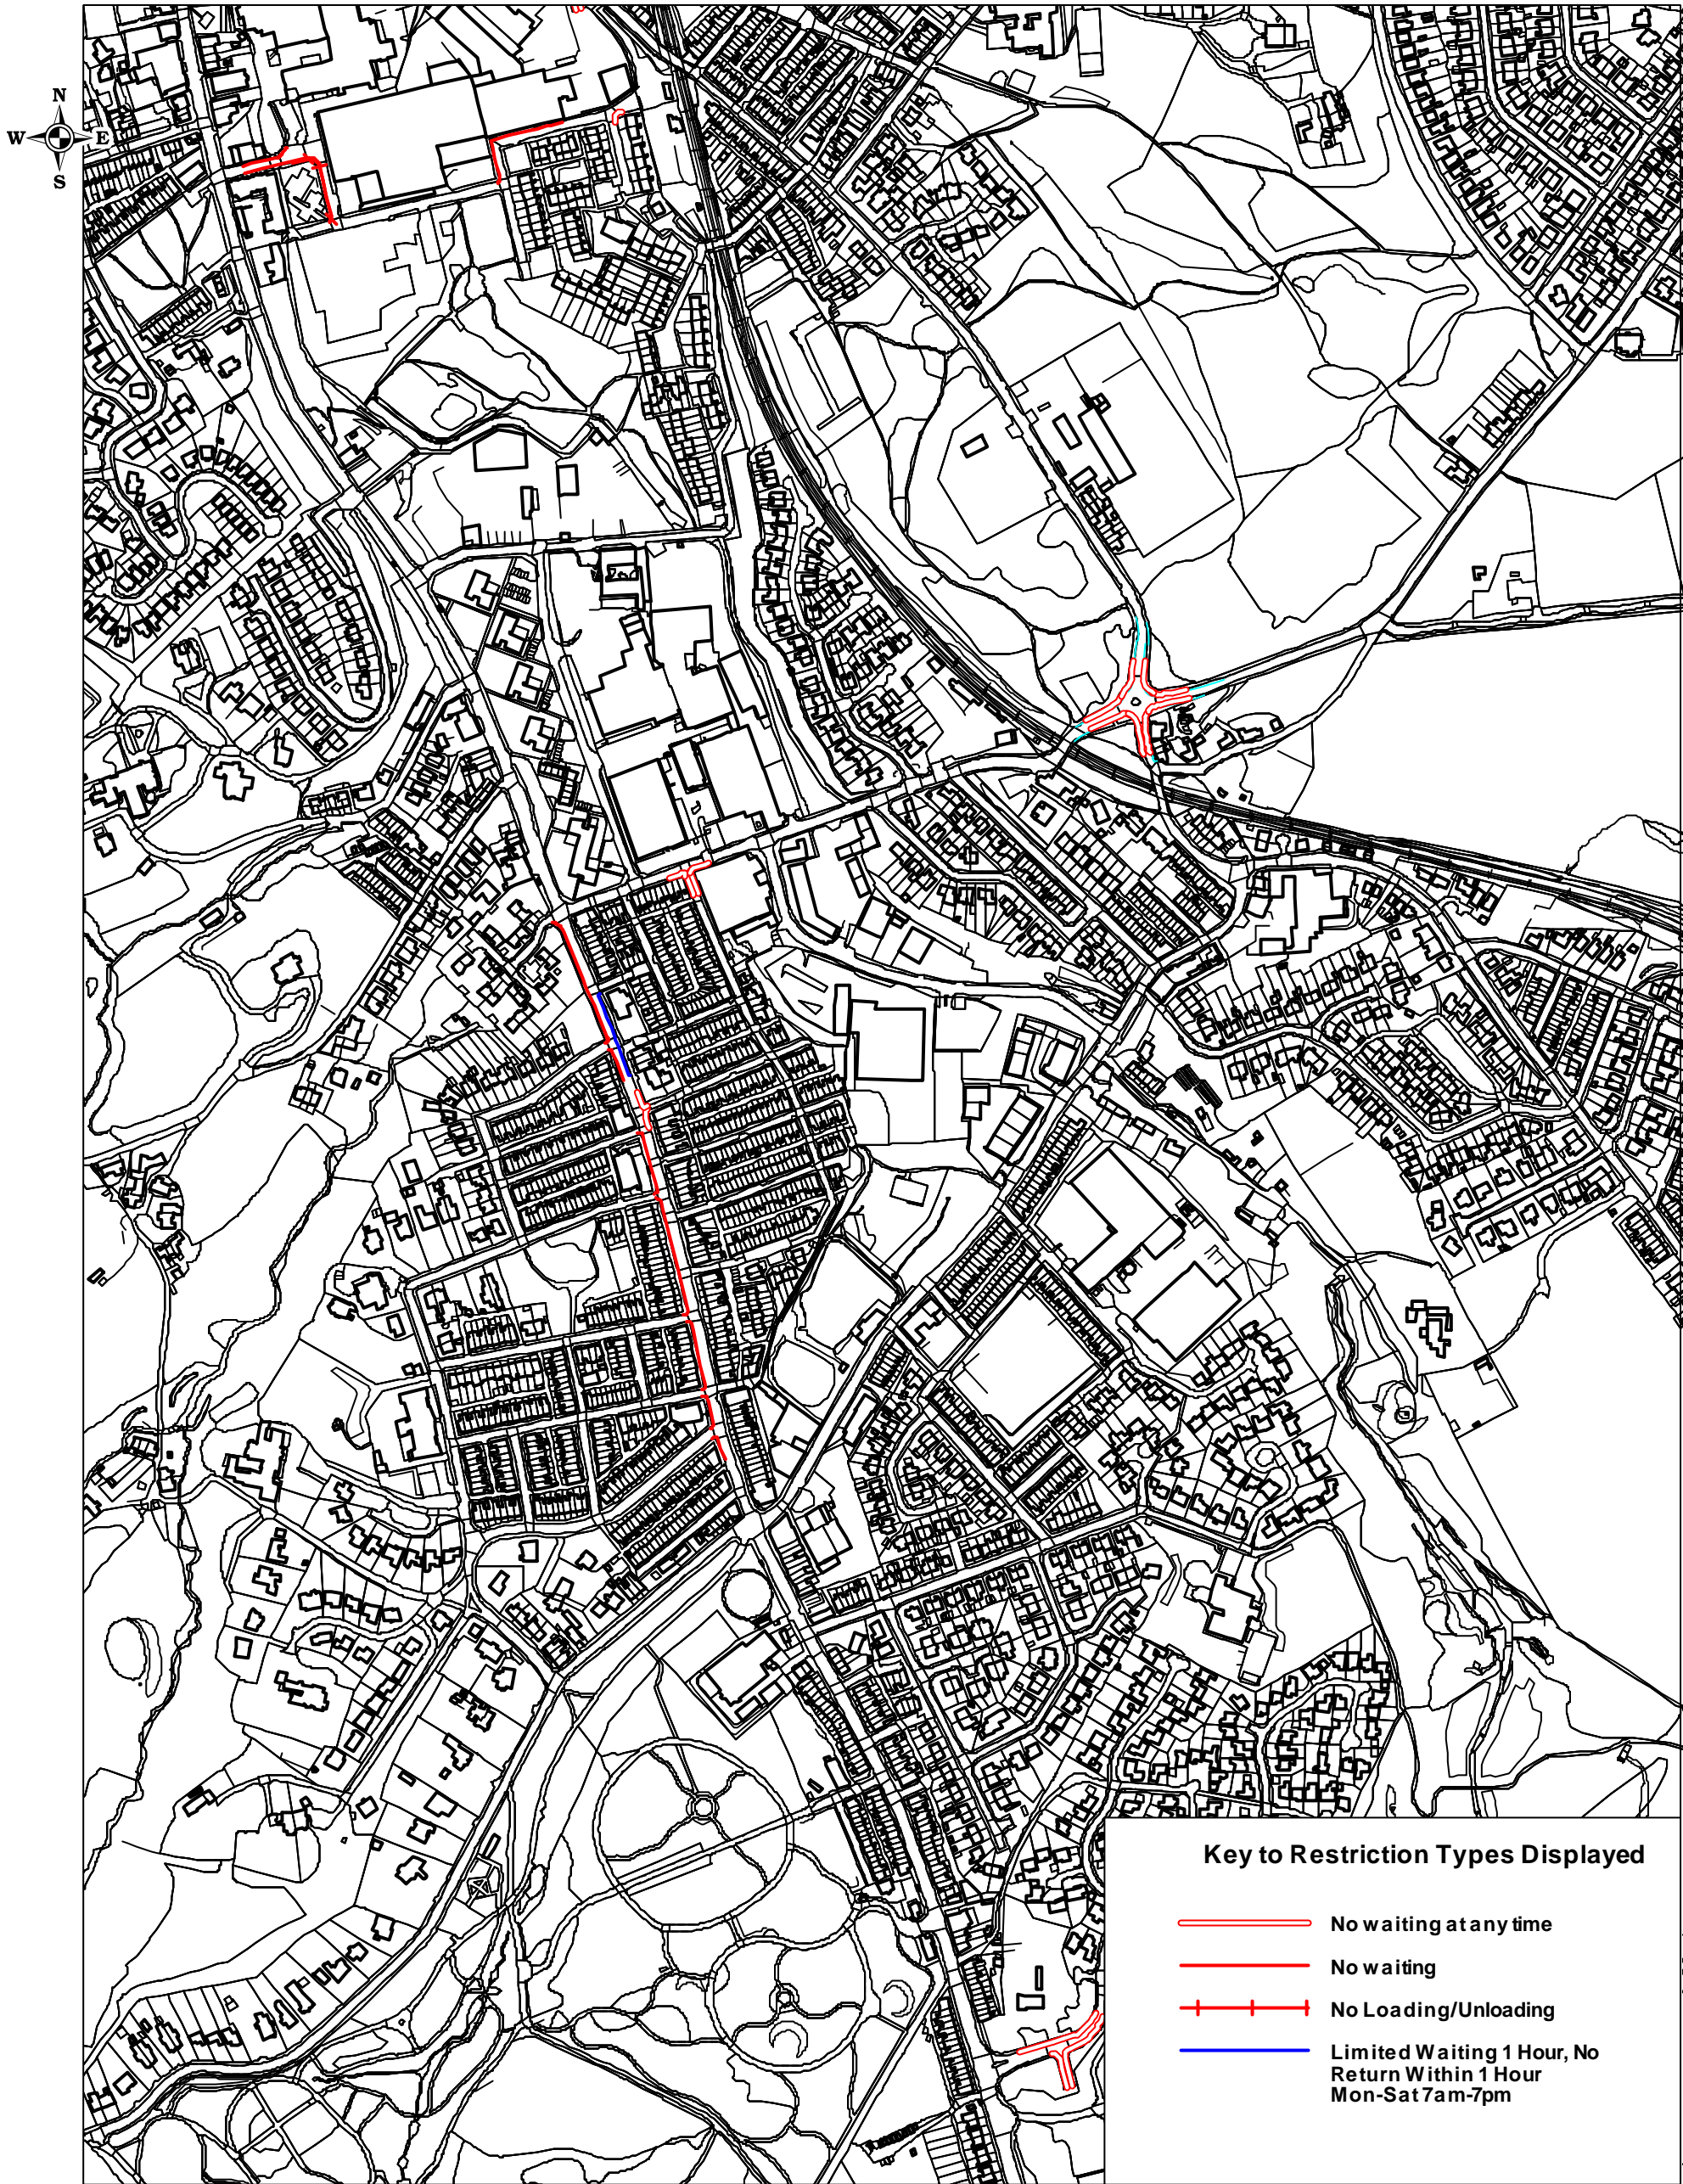 N
W E
S
Key to Restriction Types Displayed
No waiting at any time
No waiting
No Loading/Unloading
Limited Waiting 1 Hour, No
Return Within 1 Hour
Mon-Sat 7am-7pm